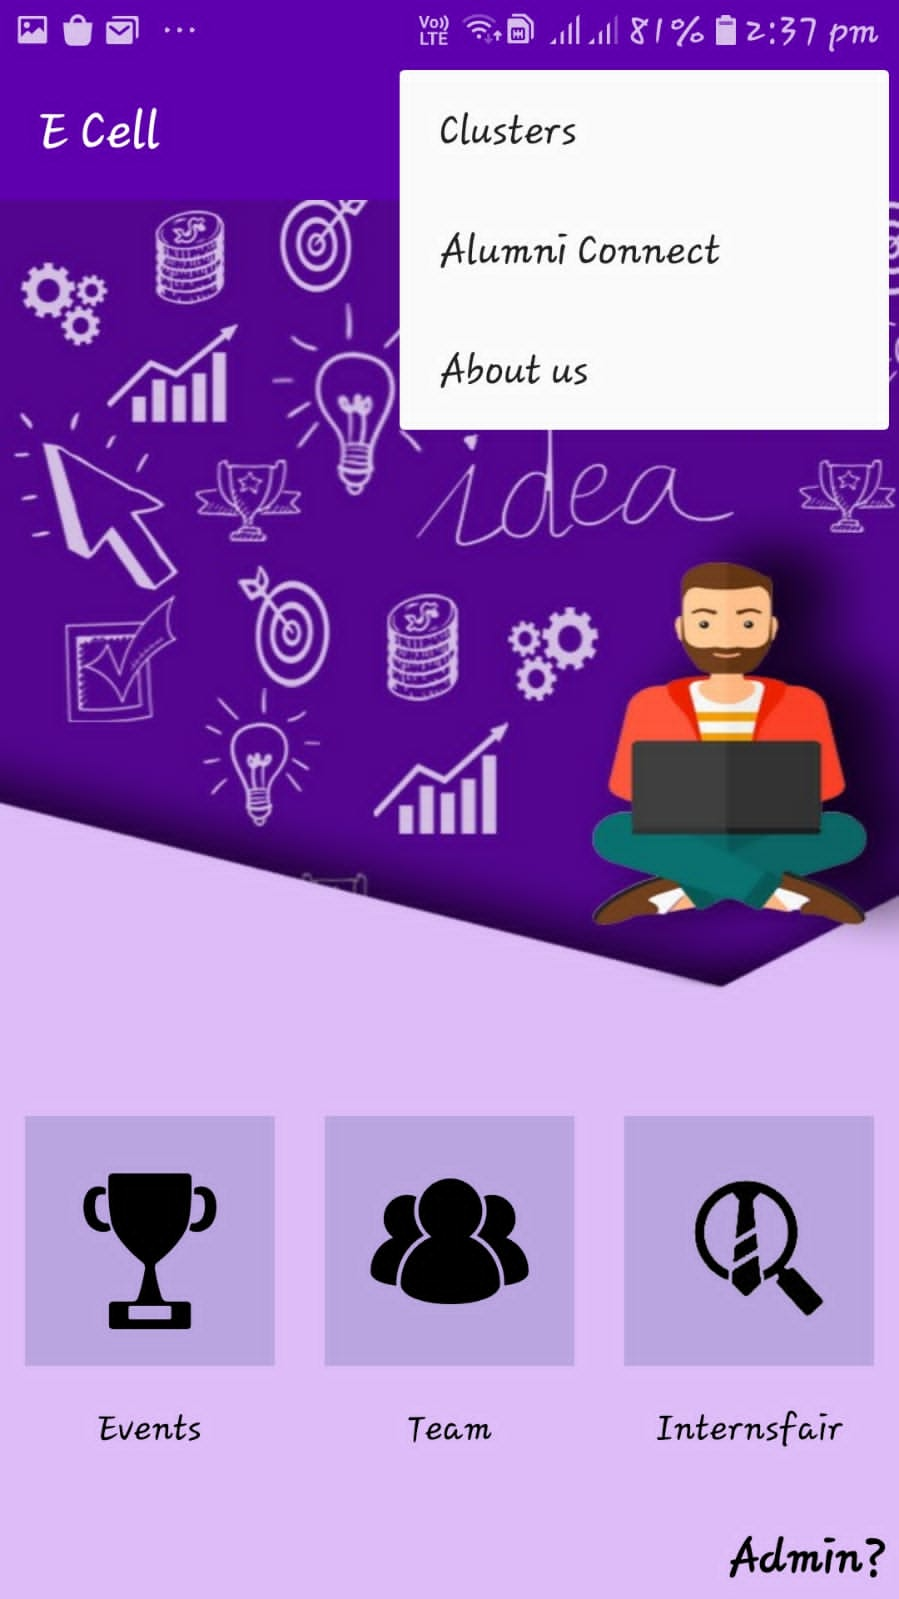 Vo)) LTE 81% 2:37 pm
E Cell
Clusters
Alumni Connect
About us
idea
Events
Team
Internsfair
Admin?